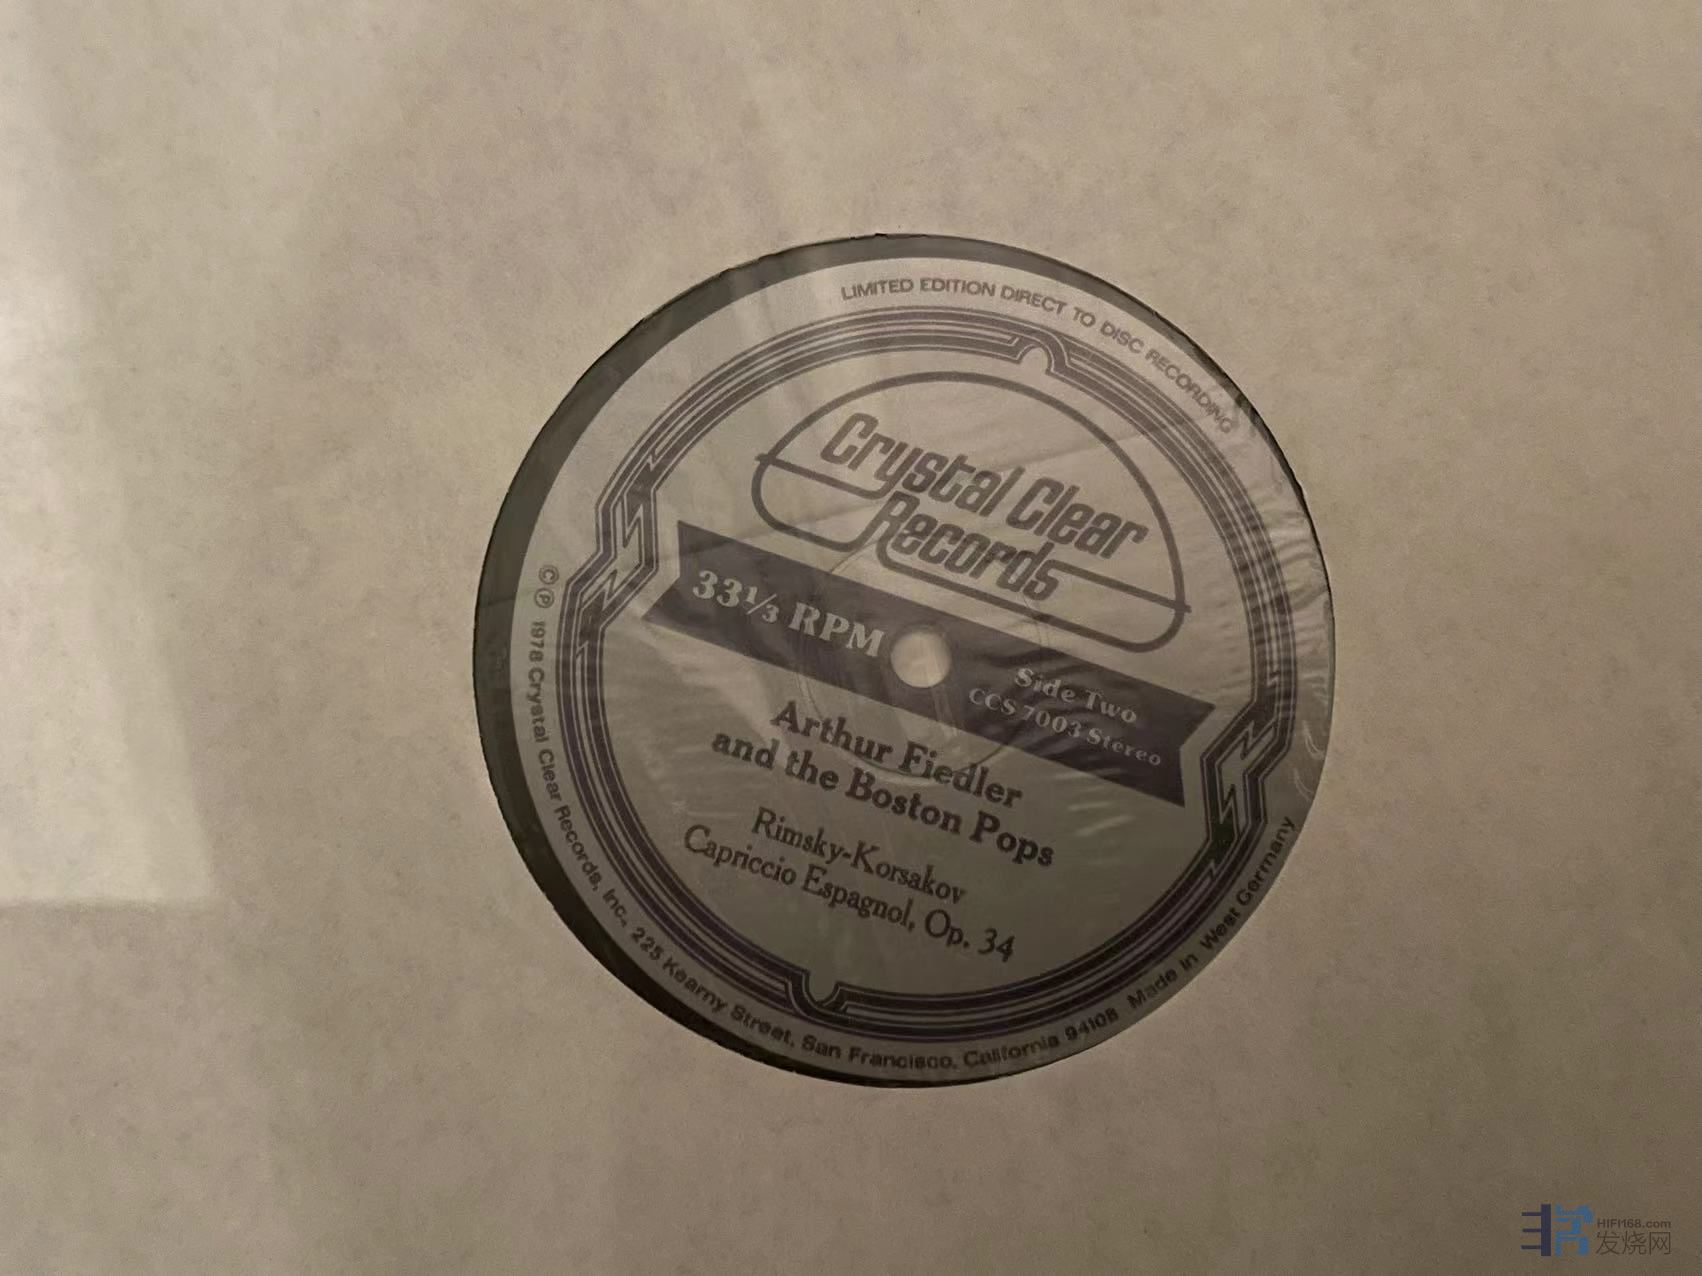 LIMITED EDITION DIRECT TO DISC RECORDING
Crystal Clear
Records
33⅓ RPM
Side Two
CCS 7003 Stereo
Arthur Fiedler
and the Boston Pops
Rimsky-Korsakov
Capriccio Espagnol, Op. 34
© ℗ 1978 Crystal Clear Records, Inc., 225 Kearny Street, San Francisco, California 94108 Made in West Germany
HIFI168.com
发烧网